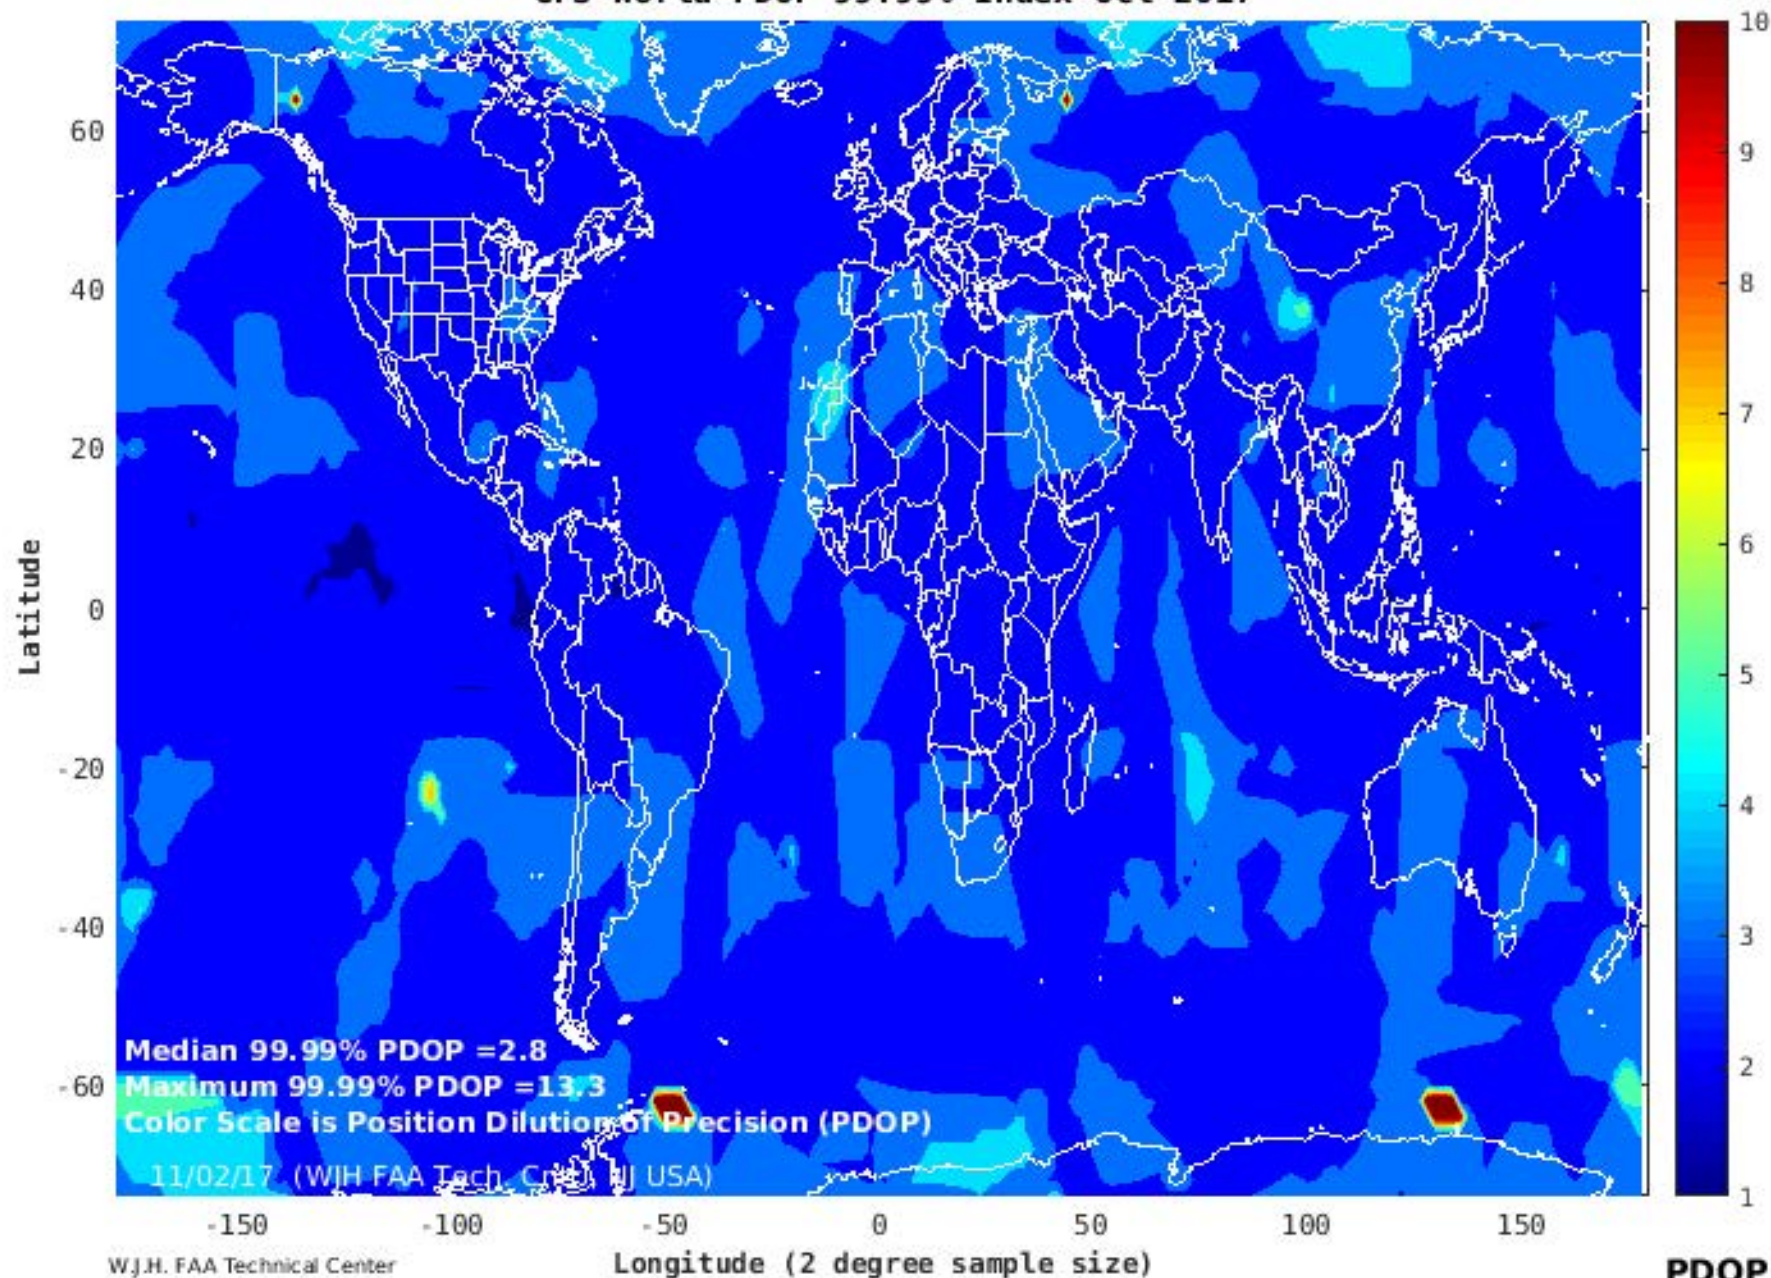 60
40
20
0
-20
-40
-60
Latitude
Median 99.99% PDOP =2.8
Maximum 99.99% PDOP =13.3
Color Scale is Position Dilution of Precision (PDOP)
11/02/17 (WJH FAA Tech. NJ USA)
-150 -100 -50 0 50 100 150
W.J.H. FAA Technical Center
Longitude (2 degree sample size)
10
9
8
7
6
5
4
3
2
1
PDOP